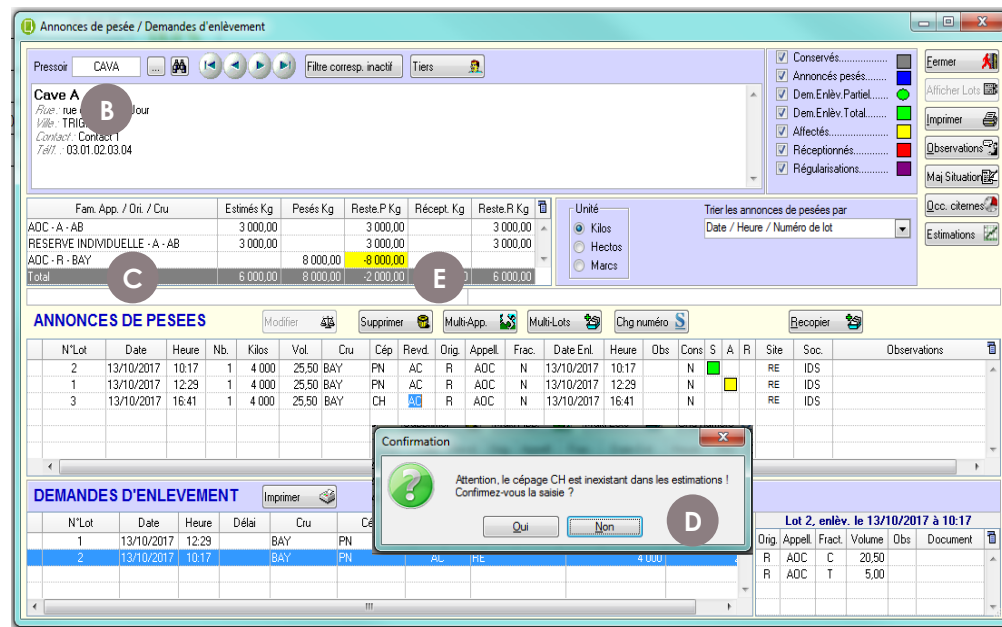 Annonces de pesée / Demandes d'enlèvement
Pressoir CAVA ... Filtre corresp. inactif Tiers
Cave A
Rue : rue Jour
Ville : TRIG
Contact : Contact 1
Tél1. : 03.01.02.03.04
B
Conservés.................
Annoncés pesés........
Dem.Enlèv.Partiel.......
Dem.Enlèv.Total........
Affectés....................
Réceptionnés............
Régularisations..........
Fermer
Afficher Lots
Imprimer
Observations
Maj Situation
Occ. citernes
Estimations
Fam. App. / Ori. / Cru Estimés Kg Pesés Kg Reste.P Kg Récept. Kg Reste.R Kg
AOC - A - AB 3 000,00 3 000,00 3 000,00
RESERVE INDIVIDUELLE - A - AB 3 000,00 3 000,00 3 000,00
AOC - R - BAY 8 000,00 -8 000,00
Total 6 000,00 8 000,00 -2 000,00 6 000,00
C
E
Unité
Kilos
Hectos
Marcs
Trier les annonces de pesées par
Date / Heure / Numéro de lot
ANNONCES DE PESEES Modifier Supprimer Multi-App. Multi-Lots Chg numéro S Recopier
N°Lot Date Heure Nb. Kilos Vol. Cru Cép Revd. Orig. Appell. Frac. Date Enl. Heure Obs Cons S A R Site Soc. Observations
2 13/10/2017 10:17 1 4 000 25,50 BAY PN AC R AOC N 13/10/2017 10:17 N RE IDS
1 13/10/2017 12:29 1 4 000 25,50 BAY PN AC R AOC N 13/10/2017 12:29 N RE IDS
3 13/10/2017 16:41 1 4 000 25,50 BAY CH AC R AOC N 13/10/2017 16:41 N RE IDS
Confirmation
Attention, le cépage CH est inexistant dans les estimations !
Confirmez-vous la saisie ?
Oui Non
D
DEMANDES D'ENLEVEMENT Imprimer
N°Lot Date Heure Délai Cru
1 13/10/2017 12:29 BAY PN
2 13/10/2017 10:17 BAY PN AC RE 4 000
Lot 2, enlèv. le 13/10/2017 à 10:17
Orig. Appell. Fract. Volume Obs Document
R AOC C 20,50
R AOC T 5,00